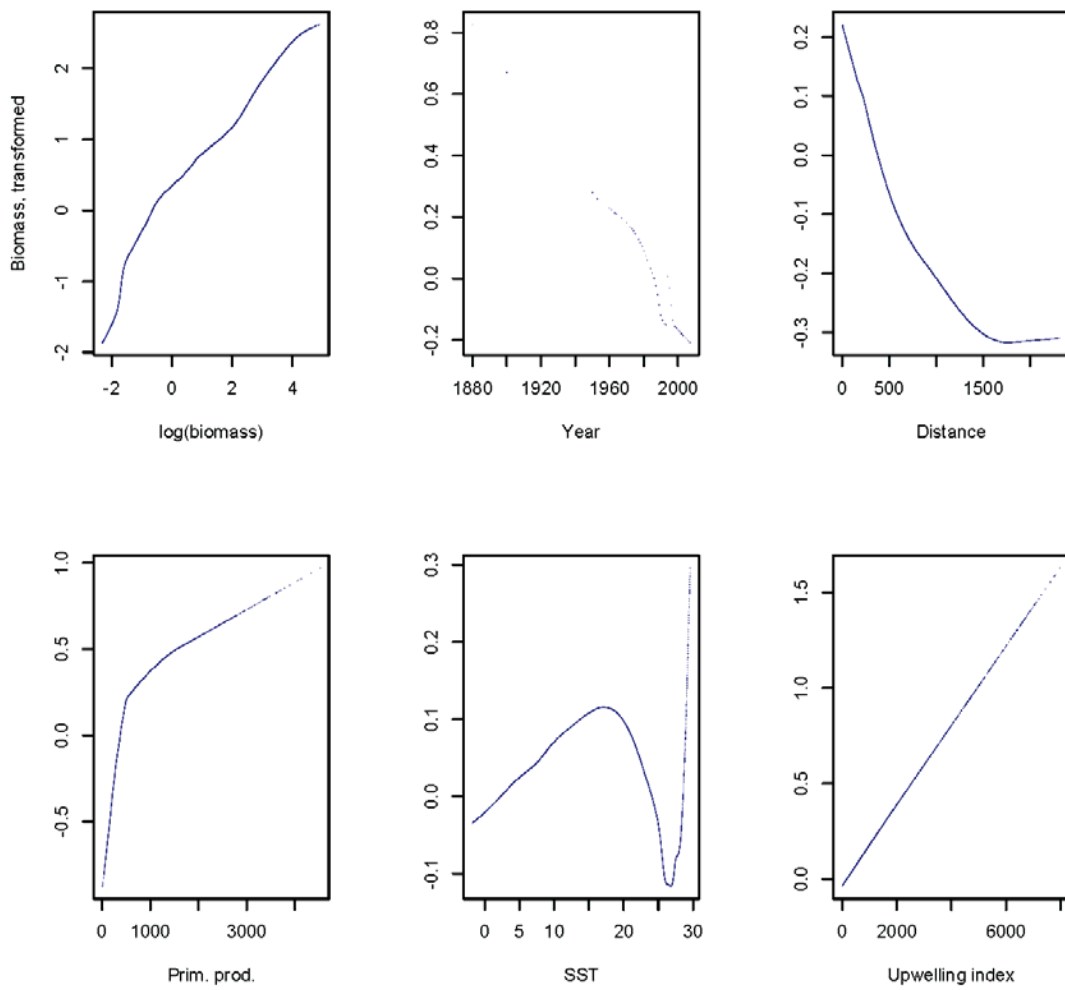 Biomass, transformed
2
1
0
-1
-2
-2 0 2 4
log(biomass)
0.8
0.6
0.4
0.2
0.0
-0.2
1880 1920 1960 2000
Year
0.2
0.1
0.0
-0.1
-0.2
-0.3
0 500 1500
Distance
1.0
0.5
0.0
-0.5
0 1000 3000
Prim. prod.
0.3
0.2
0.1
0.0
-0.1
0 5 10 20 30
SST
1.5
1.0
0.5
0.0
0 2000 6000
Upwelling index